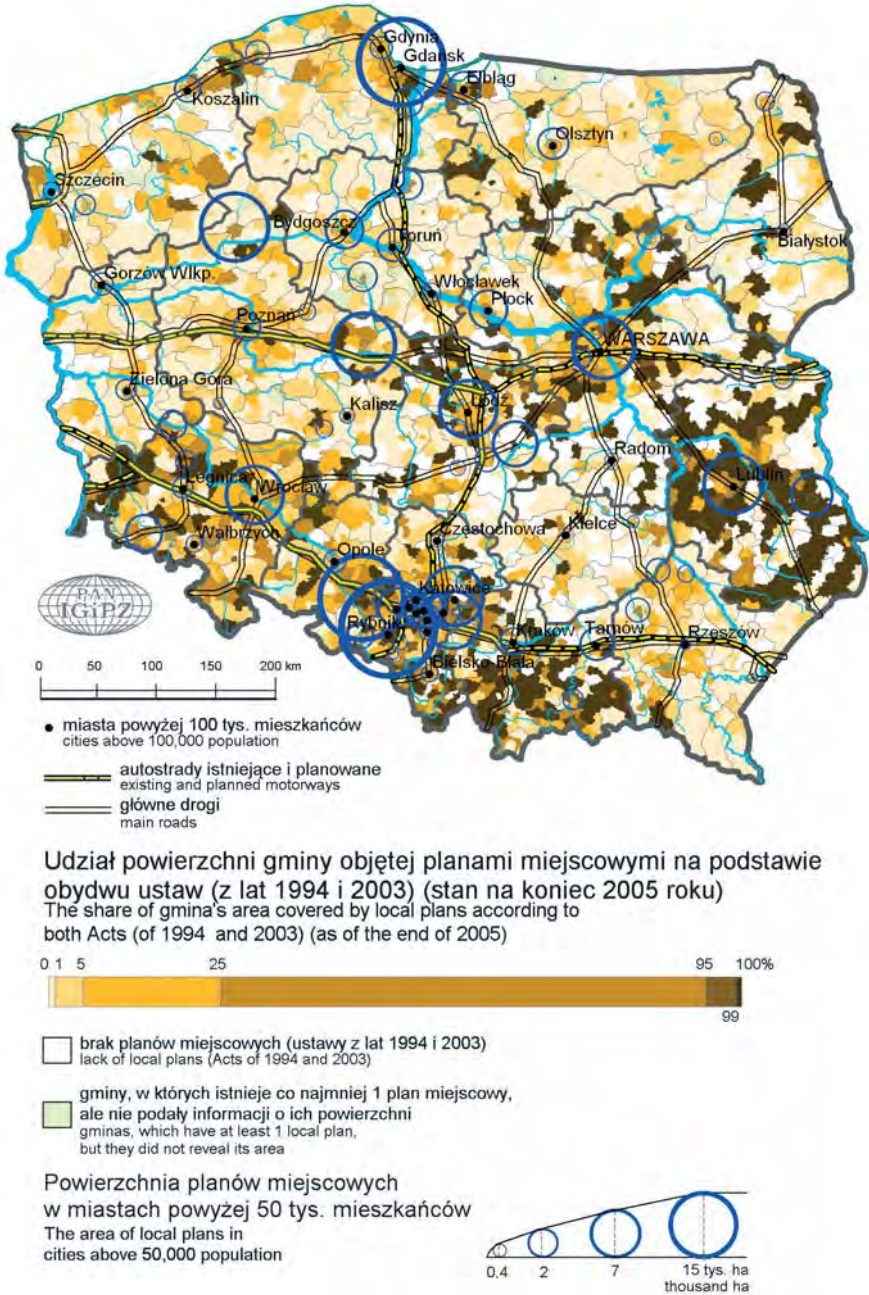 Gdynia
Gdańsk
Elbląg
Koszalin
Olsztyn
Szczecin
Bydgoszcz
Toruń
Białystok
Gorzów Wlkp.
Włocławek
Płock
Poznań
WARSZAWA
Zielona Góra
Kalisz
Łódź
Radom
Legnica
Wrocław
Lublin
Wałbrzych
Częstochowa
Kielce
Opole
Katowice
PAN
IGiPZ
Rybnik
Kraków
Tarnów
Rzeszów
Bielsko-Biała
0 50 100 150 200 km
miasta powyżej 100 tys. mieszkańców
cities above 100,000 population
autostrady istniejące i planowane
existing and planned motorways
główne drogi
main roads
Udział powierzchni gminy objętej planami miejscowymi na podstawie
obydwu ustaw (z lat 1994 i 2003) (stan na koniec 2005 roku)
The share of gmina's area covered by local plans according to
both Acts (of 1994 and 2003) (as of the end of 2005)
0 1 5 25 95 100%
99
brak planów miejscowych (ustawy z lat 1994 i 2003)
lack of local plans (Acts of 1994 and 2003)
gminy, w których istnieje co najmniej 1 plan miejscowy,
ale nie podały informacji o ich powierzchni
gminas, which have at least 1 local plan,
but they did not reveal its area
Powierzchnia planów miejscowych
w miastach powyżej 50 tys. mieszkańców
The area of local plans in
cities above 50,000 population
0.4 2 7 15 tys. ha
thousand ha